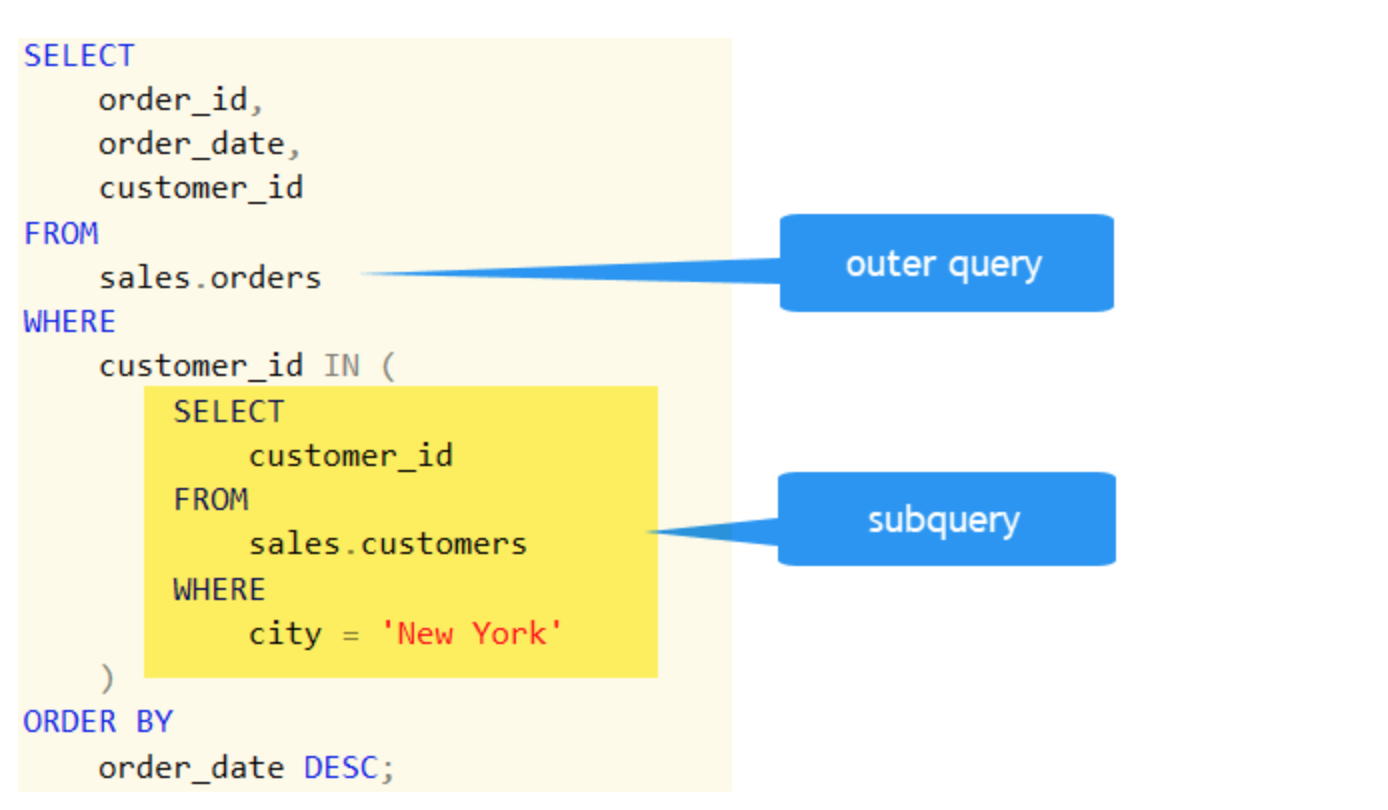 SELECT
    order_id,
    order_date,
    customer_id
FROM
    sales.orders
outer query
WHERE
    customer_id IN (
        SELECT
            customer_id
        FROM
            sales.customers
subquery
        WHERE
            city = 'New York'
    )
ORDER BY
    order_date DESC;